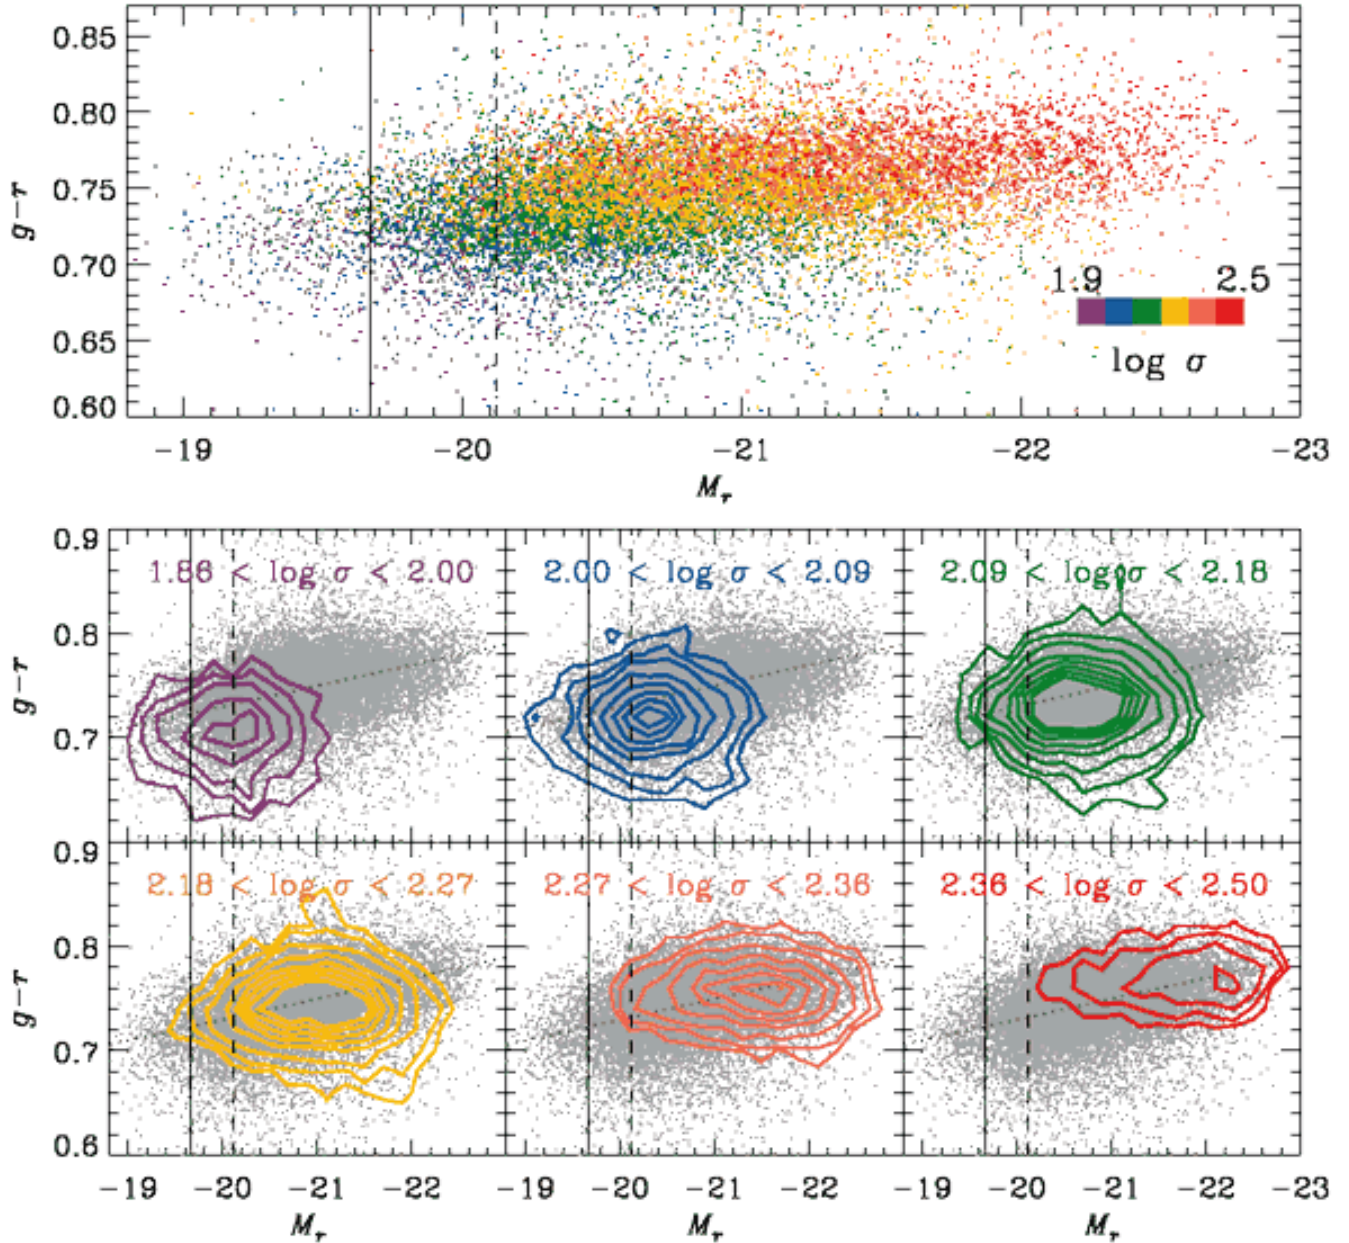 0.85
0.80
0.75
0.70
0.65
0.60
g-r
1.9 2.5
log σ
-19 -20 -21 -22 -23
M_r
0.9
0.8
0.7
g-r
1.86 < log σ < 2.00
2.00 < log σ < 2.09
2.09 < log σ < 2.18
0.9
0.8
0.7
0.6
g-r
2.18 < log σ < 2.27
2.27 < log σ < 2.36
2.36 < log σ < 2.50
-19 -20 -21 -22 -19 -20 -21 -22 -19 -20 -21 -22 -23
M_r M_r M_r